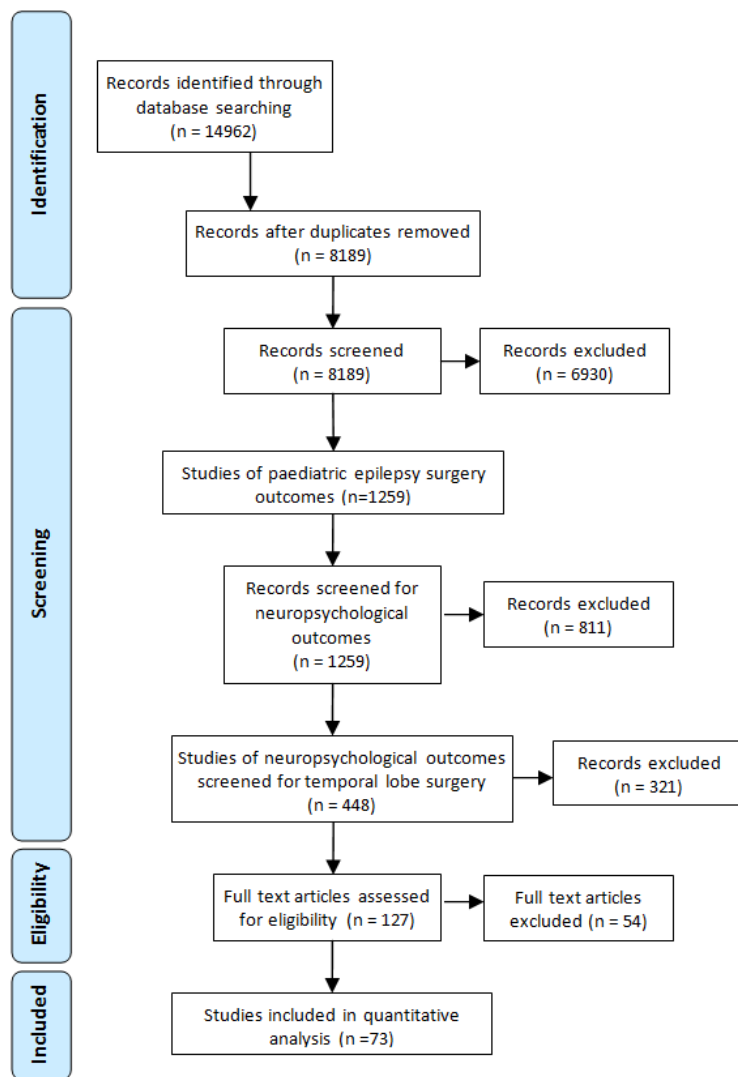 Identification
Records identified through
database searching
(n = 14962)
Records after duplicates removed
(n = 8189)
Screening
Records screened
(n = 8189)
Records excluded
(n = 6930)
Studies of paediatric epilepsy surgery
outcomes (n=1259)
Records screened for
neuropsychological
outcomes
(n = 1259)
Records excluded
(n = 811)
Studies of neuropsychological outcomes
screened for temporal lobe surgery
(n = 448)
Records excluded
(n = 321)
Eligibility
Full text articles assessed
for eligibility (n = 127)
Full text articles
excluded (n = 54)
Included
Studies included in quantitative
analysis (n =73)